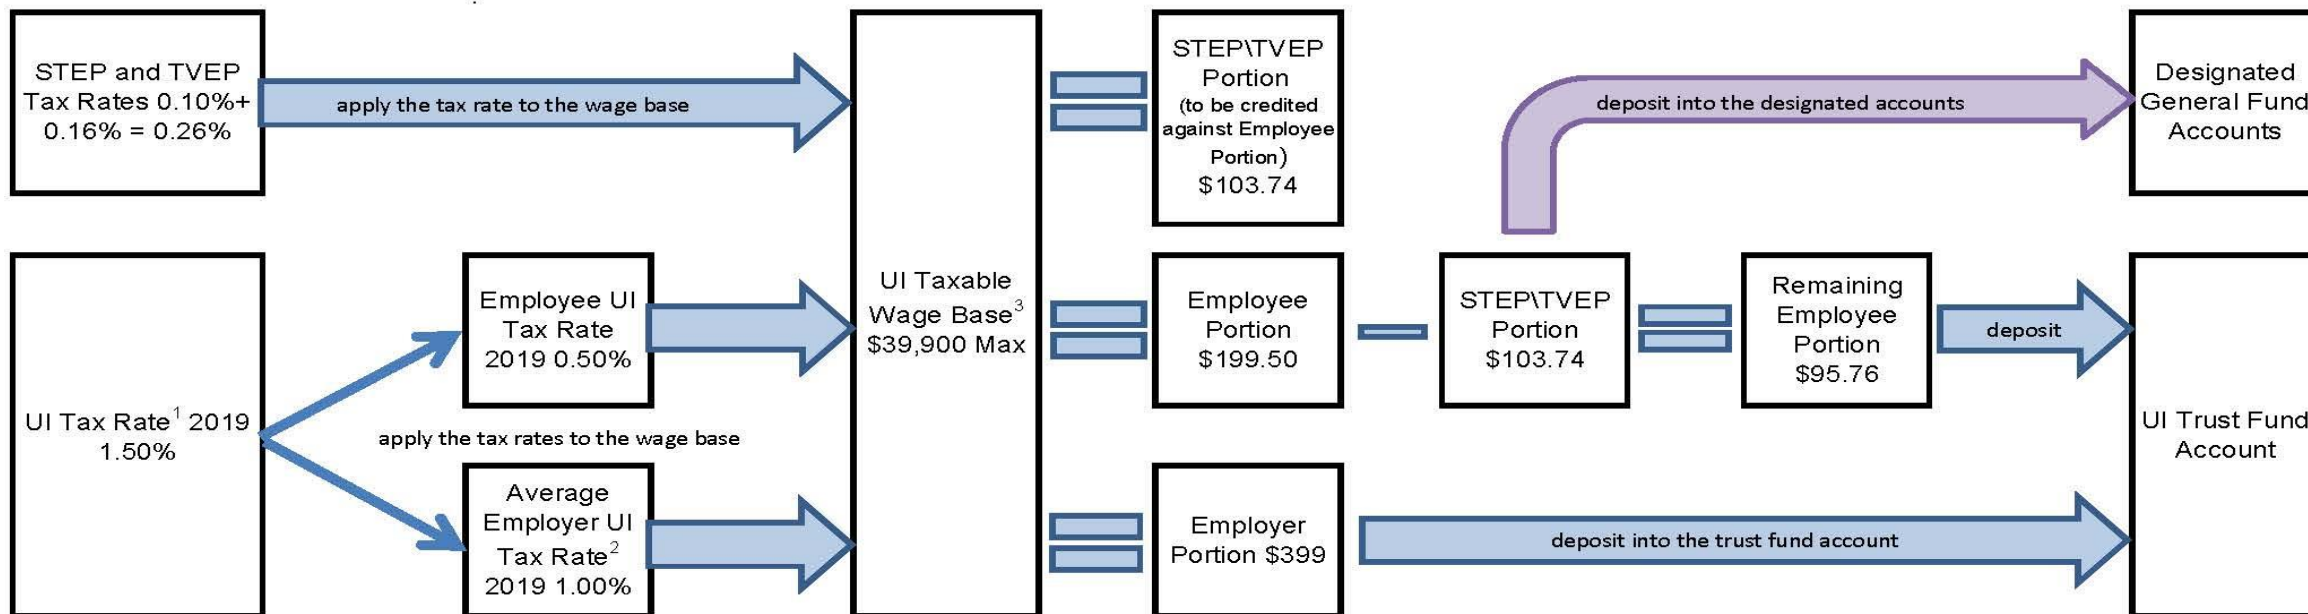 STEP and TVEP
Tax Rates 0.10%+
0.16% = 0.26%
apply the tax rate to the wage base
STEP\TVEP
Portion
(to be credited
against Employee
Portion)
$103.74
deposit into the designated accounts
Designated
General Fund
Accounts
UI Tax Rate¹ 2019
1.50%
Employee UI
Tax Rate
2019 0.50%
apply the tax rates to the wage base
Average
Employer UI
Tax Rate²
2019 1.00%
UI Taxable
Wage Base³
$39,900 Max
Employee
Portion
$199.50
STEP\TVEP
Portion
$103.74
Remaining
Employee
Portion
$95.76
deposit
Employer
Portion $399
deposit into the trust fund account
UI Trust Fund
Account